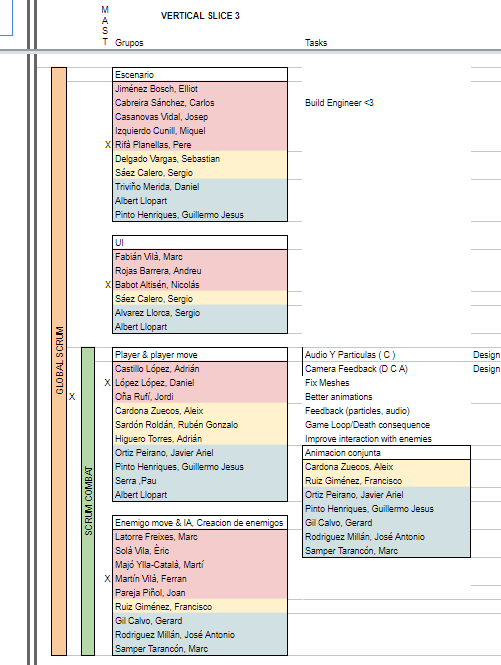 M
A
S
T
VERTICAL SLICE 3
Grupos
Tasks
GLOBAL SCRUM
X
SCRUM COMBAT
Escenario
Jiménez Bosch, Elliot
Cabreira Sánchez, Carlos
Build Engineer <3
Casanovas Vidal, Josep
Izquierdo Cunill, Miquel
X Rifà Planellas, Pere
Delgado Vargas, Sebastian
Sáez Calero, Sergio
Triviño Merida, Daniel
Albert Llopart
Pinto Henriques, Guillermo Jesus
UI
Fabián Vilà, Marc
Rojas Barrera, Andreu
X Babot Altisén, Nicolás
Sáez Calero, Sergio
Alvarez Llorca, Sergio
Albert Llopart
Player & player move
Castillo López, Adrián
X López López, Daniel
Oña Rufí, Jordi
Cardona Zuecos, Aleix
Sardón Roldán, Rubén Gonzalo
Higuero Torres, Adrián
Ortiz Peirano, Javier Ariel
Pinto Henriques, Guillermo Jesus
Serra ,Pau
Albert Llopart
Audio Y Particulas ( C )
Design
Camera Feedback (D C A)
Design
Fix Meshes
Better animations
Feedback (particles, audio)
Game Loop/Death consequence
Improve interaction with enemies
Animacion conjunta
Cardona Zuecos, Aleix
Ruiz Giménez, Francisco
Ortiz Peirano, Javier Ariel
Pinto Henriques, Guillermo Jesus
Gil Calvo, Gerard
Rodriguez Millán, José Antonio
Samper Tarancón, Marc
Enemigo move & IA, Creacion de enemigos
Latorre Freixes, Marc
Solà Vila, Èric
Majó Ylla-Català, Martí
X Martín Vilà, Ferran
Pareja Piñol, Joan
Ruiz Giménez, Francisco
Gil Calvo, Gerard
Rodriguez Millán, José Antonio
Samper Tarancón, Marc